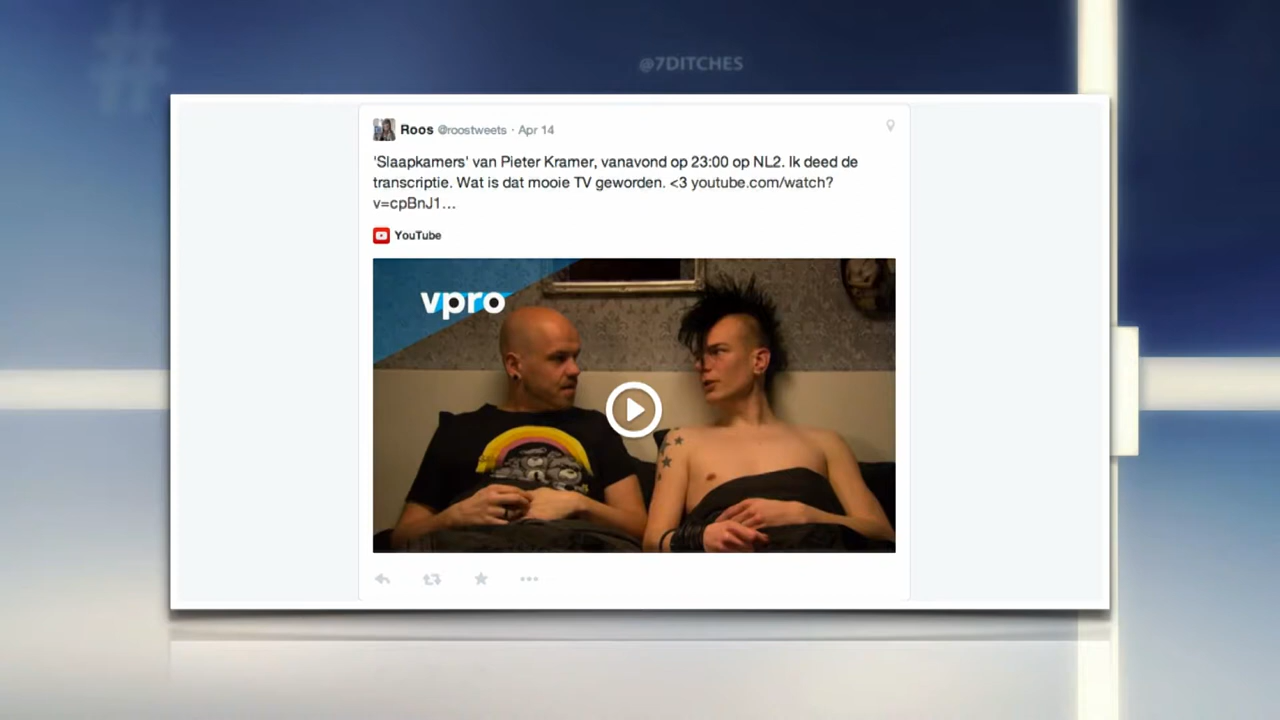 #
@7DITCHES
Roos @roostweets · Apr 14
'Slaapkamers' van Pieter Kramer, vanavond op 23:00 op NL2. Ik deed de
transcriptie. Wat is dat mooie TV geworden. <3 youtube.com/watch?
v=cpBnJ1…
YouTube
vpro